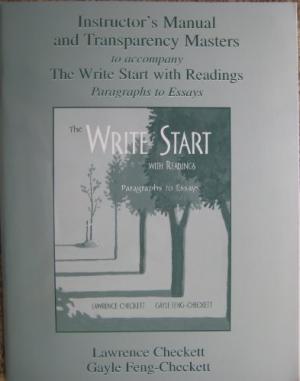 Instructor's Manual
and Transparency Masters
to accompany
The Write Start with Readings
Paragraphs to Essays
The
WRITE START
WITH READINGS
Paragraphs to Essays
LAWRENCE CHECKETT GAYLE FENG-CHECKETT
Lawrence Checkett
Gayle Feng-Checkett